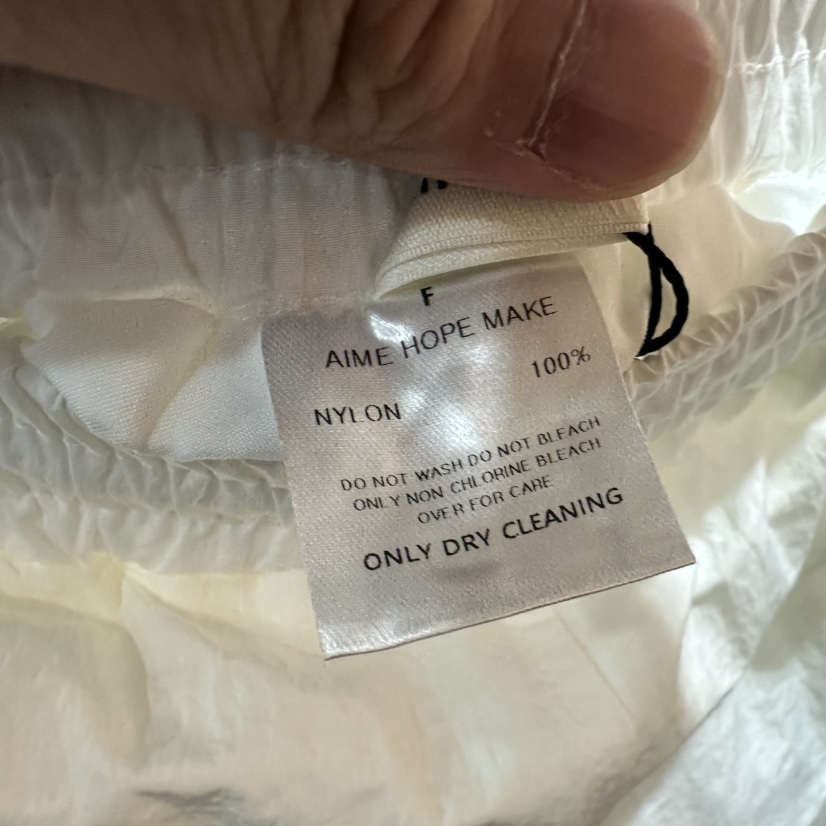 F
AIME HOPE MAKE
100%
NYLON
DO NOT WASH DO NOT BLEACH
ONLY NON CHLORINE BLEACH
OVER FOR CARE
ONLY DRY CLEANING